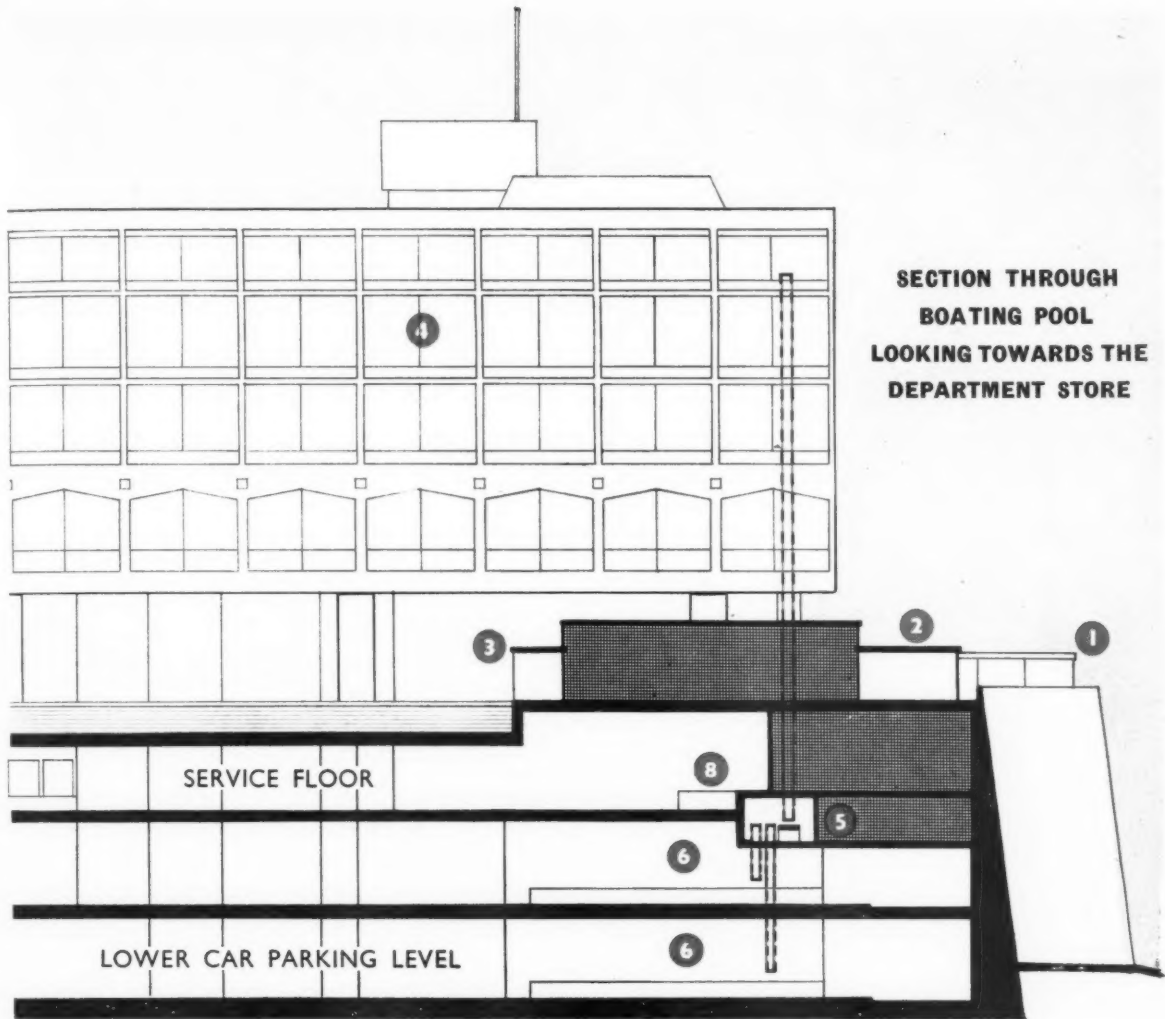 SECTION THROUGH
BOATING POOL
LOOKING TOWARDS THE
DEPARTMENT STORE
4
3
2
1
SERVICE FLOOR
8
5
6
LOWER CAR PARKING LEVEL
6